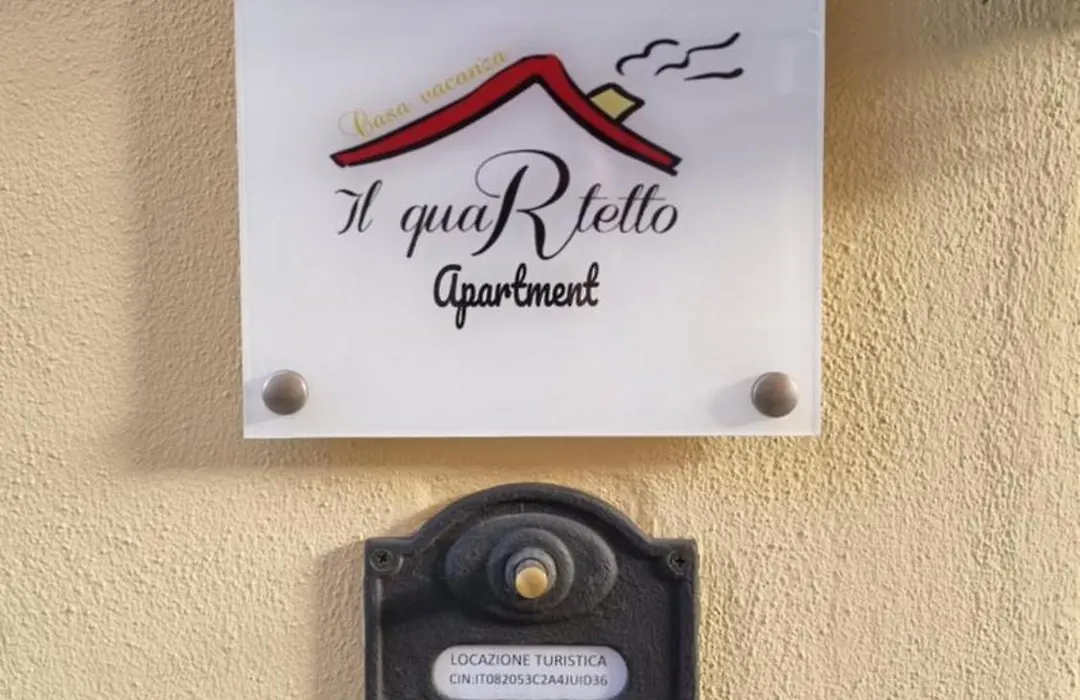 Casa vacanza
Il quaRtetto
Apartment
LOCAZIONE TURISTICA
CIN:IT082053C2A4JUID36